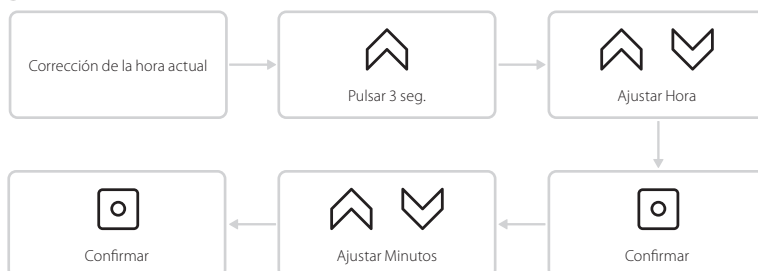 Corrección de la hora actual
Pulsar 3 seg.
Ajustar Hora
Confirmar
Ajustar Minutos
Confirmar